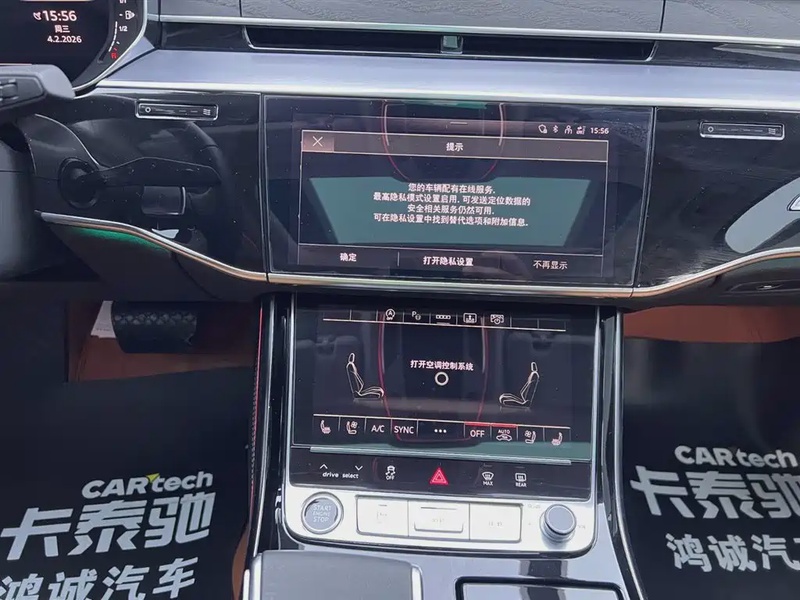 15:56
周三
4.2.2026
1/2
R
15:56
提示
您的车辆配有在线服务。
最高隐私模式设置启用，可发送定位数据的
安全相关服务仍然可用。
可在隐私设置中找到替代选项和附加信息。
确定
打开隐私设置
不再显示
打开空调控制系统
A/C
SYNC
OFF
AUTO
drive select
OFF
MAX
REAR
START
ENGINE
STOP
CARtech
卡泰驰
鸿诚汽车
CARtech
卡泰驰
鸿诚汽